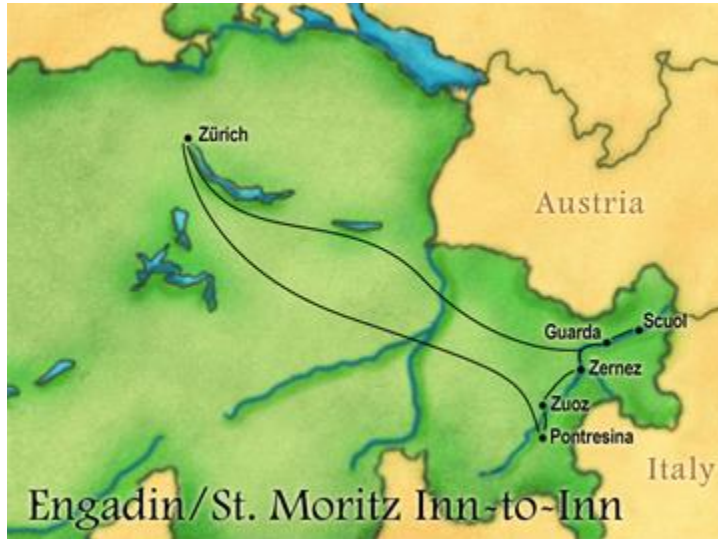 Zürich
Austria
Guarda
Scuol
Zernez
Zuoz
Pontresina
Italy
Engadin/St. Moritz Inn-to-Inn